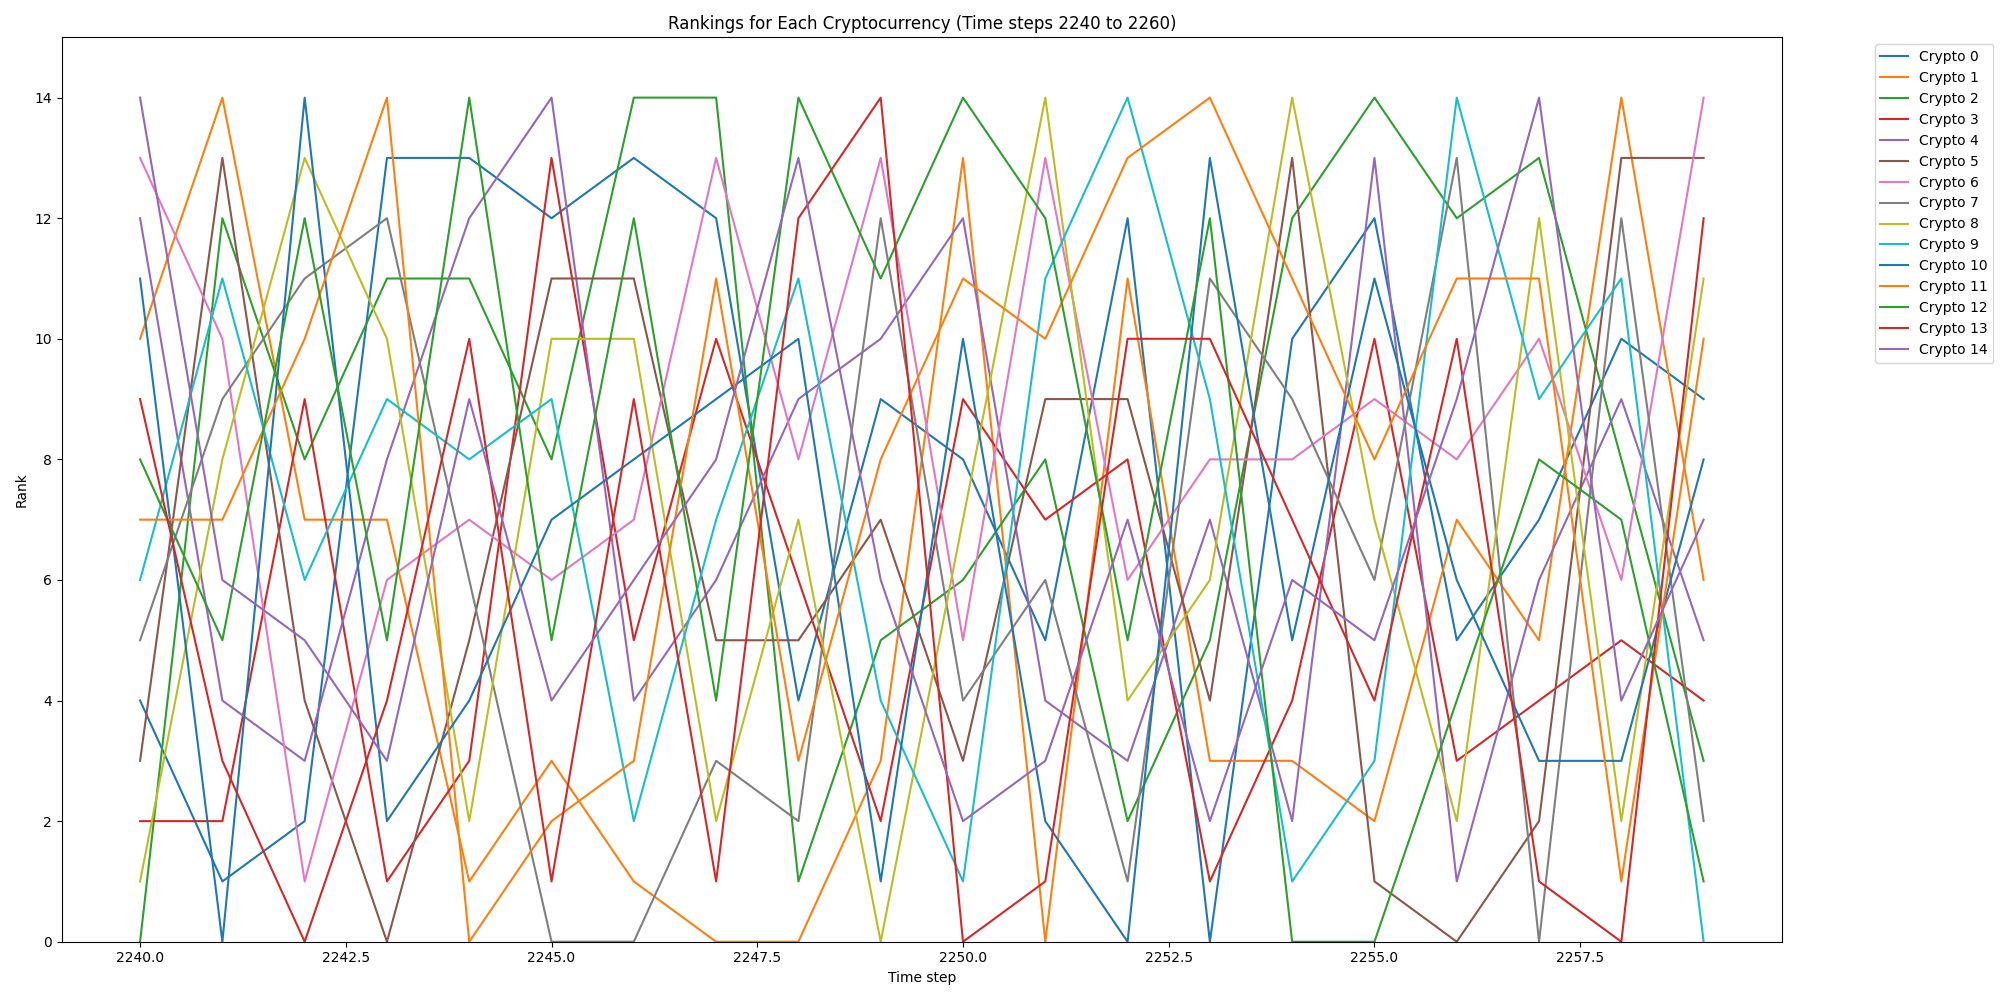 Rankings for Each Cryptocurrency (Time steps 2240 to 2260)
Rank
14
12
10
8
6
4
2
0
2240.0
2242.5
2245.0
2247.5
2250.0
2252.5
2255.0
2257.5
Time step
Crypto 0
Crypto 1
Crypto 2
Crypto 3
Crypto 4
Crypto 5
Crypto 6
Crypto 7
Crypto 8
Crypto 9
Crypto 10
Crypto 11
Crypto 12
Crypto 13
Crypto 14